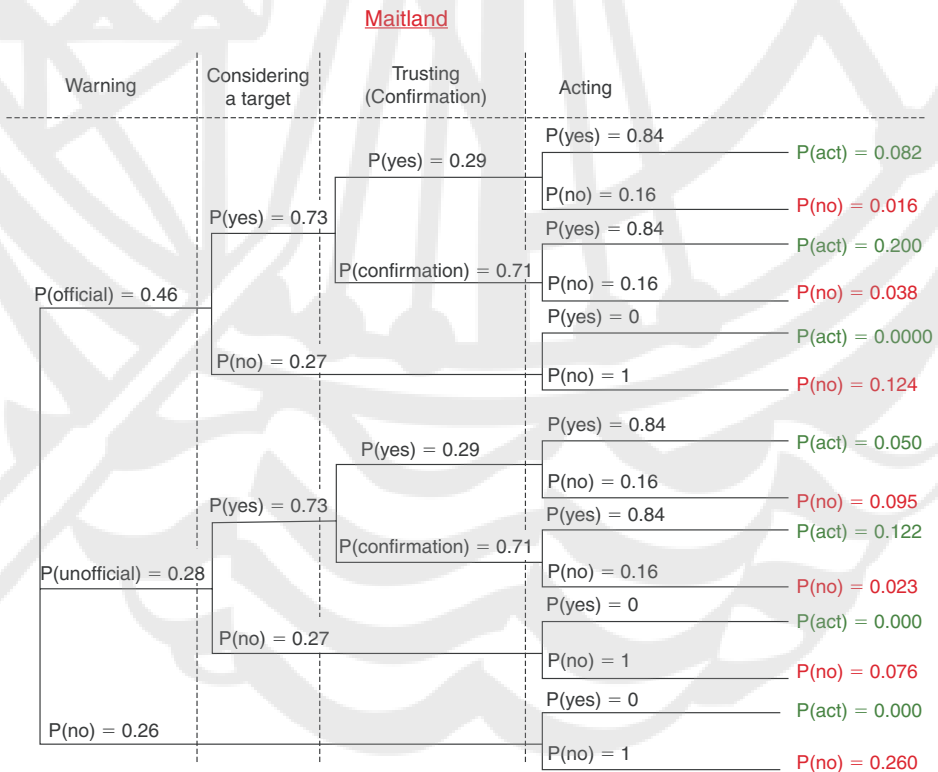 Maitland
Warning
Considering
a target
Trusting
(Confirmation)
Acting
P(yes) = 0.84
P(act) = 0.082
P(yes) = 0.29
P(no) = 0.16
P(no) = 0.016
P(yes) = 0.73
P(yes) = 0.84
P(act) = 0.200
P(confirmation) = 0.71
P(no) = 0.16
P(no) = 0.038
P(official) = 0.46
P(yes) = 0
P(act) = 0.0000
P(no) = 0.27
P(no) = 1
P(no) = 0.124
P(yes) = 0.84
P(act) = 0.050
P(yes) = 0.29
P(no) = 0.16
P(no) = 0.095
P(yes) = 0.73
P(yes) = 0.84
P(act) = 0.122
P(confirmation) = 0.71
P(no) = 0.16
P(no) = 0.023
P(unofficial) = 0.28
P(yes) = 0
P(act) = 0.000
P(no) = 0.27
P(no) = 1
P(no) = 0.076
P(yes) = 0
P(act) = 0.000
P(no) = 0.26
P(no) = 1
P(no) = 0.260